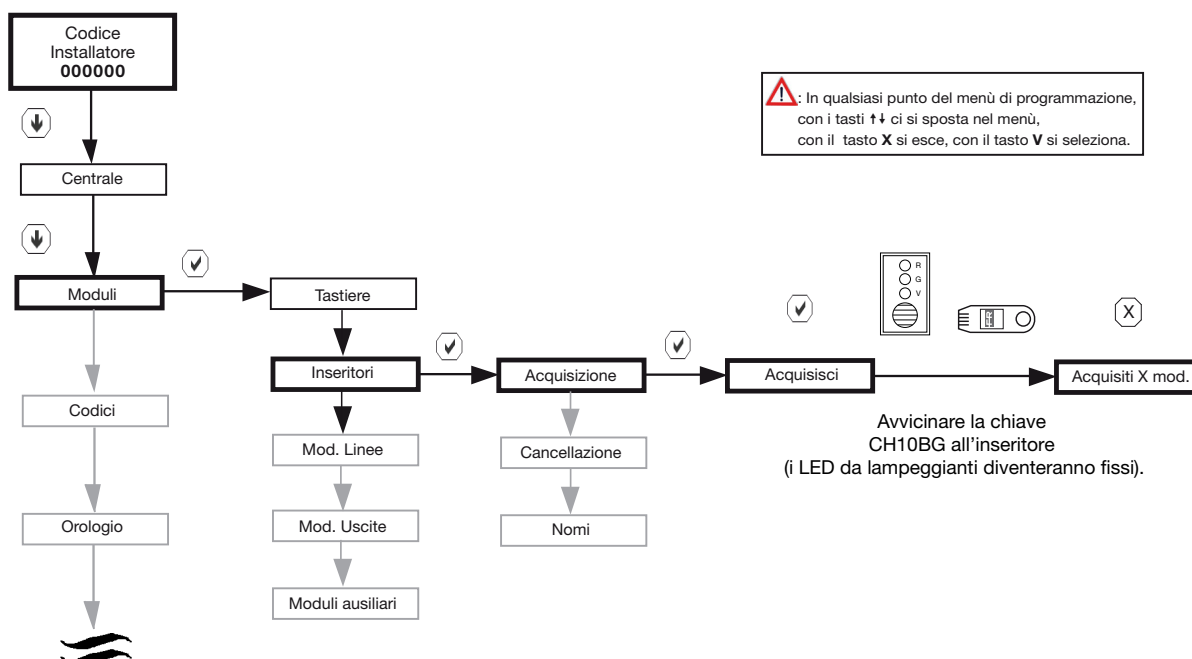 Codice
Installatore
000000
: In qualsiasi punto del menù di programmazione,
con i tasti ↑↓ ci si sposta nel menù,
con il tasto X si esce, con il tasto V si seleziona.
Centrale
Moduli
Tastiere
R
G
V
X
Inseritori
Acquisizione
Acquisisci
Acquisiti X mod.
Codici
Mod. Linee
Cancellazione
Avvicinare la chiave
CH10BG all'inseritore
(i LED da lampeggianti diventeranno fissi).
Orologio
Mod. Uscite
Nomi
Moduli ausiliari